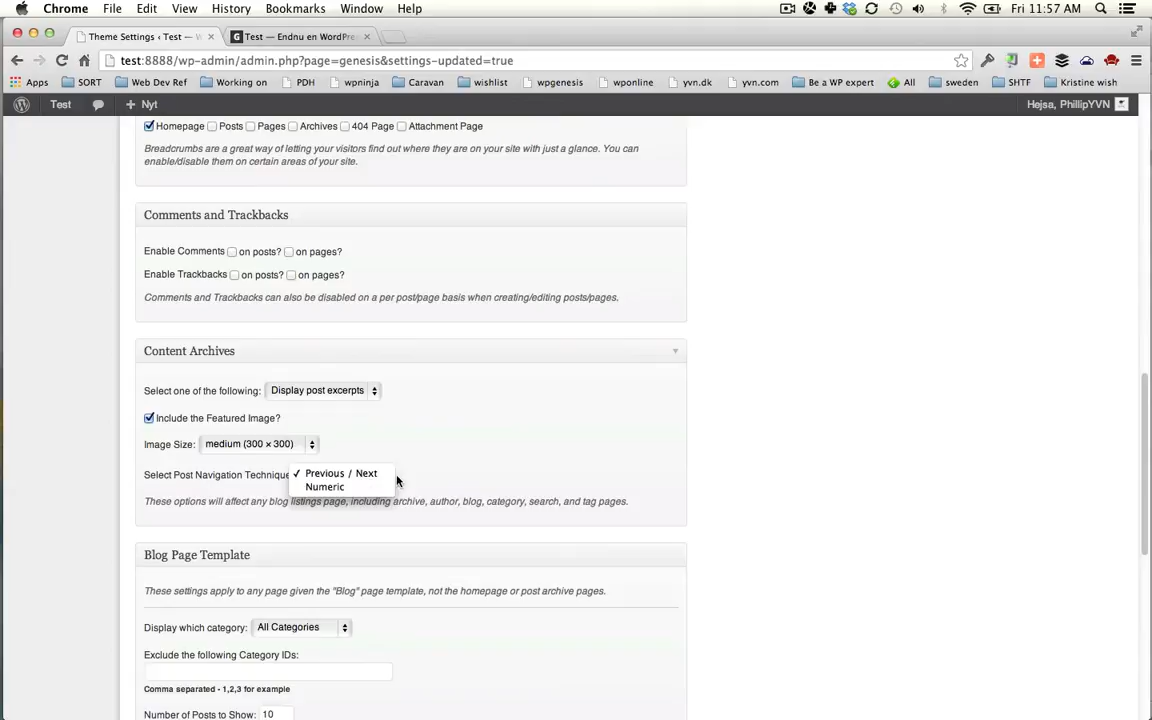 Chrome File Edit View History Bookmarks Window Help Fri 11:57 AM
Theme Settings ‹ Test — W Test — Endnu en WordPre
test:8888/wp-admin/admin.php?page=genesis&settings-updated=true
Apps SORT Web Dev Ref Working on PDH wpninja Caravan wishlist wpgenesis wponline yvn.dk yvn.com Be a WP expert All sweden SHTF Kristine wish
Test Nyt Hejsa, PhillipYVN
Homepage Posts Pages Archives 404 Page Attachment Page
Breadcrumbs are a great way of letting your visitors find out where they are on your site with just a glance. You can
enable/disable them on certain areas of your site.
Comments and Trackbacks
Enable Comments on posts? on pages?
Enable Trackbacks on posts? on pages?
Comments and Trackbacks can also be disabled on a per post/page basis when creating/editing posts/pages.
Content Archives
Select one of the following: Display post excerpts
Include the Featured Image?
Image Size: medium (300 × 300)
Select Post Navigation Technique Previous / Next
Numeric
These options will affect any blog listings page, including archive, author, blog, category, search, and tag pages.
Blog Page Template
These settings apply to any page given the "Blog" page template, not the homepage or post archive pages.
Display which category: All Categories
Exclude the following Category IDs:
Comma separated - 1,2,3 for example
Number of Posts to Show: 10